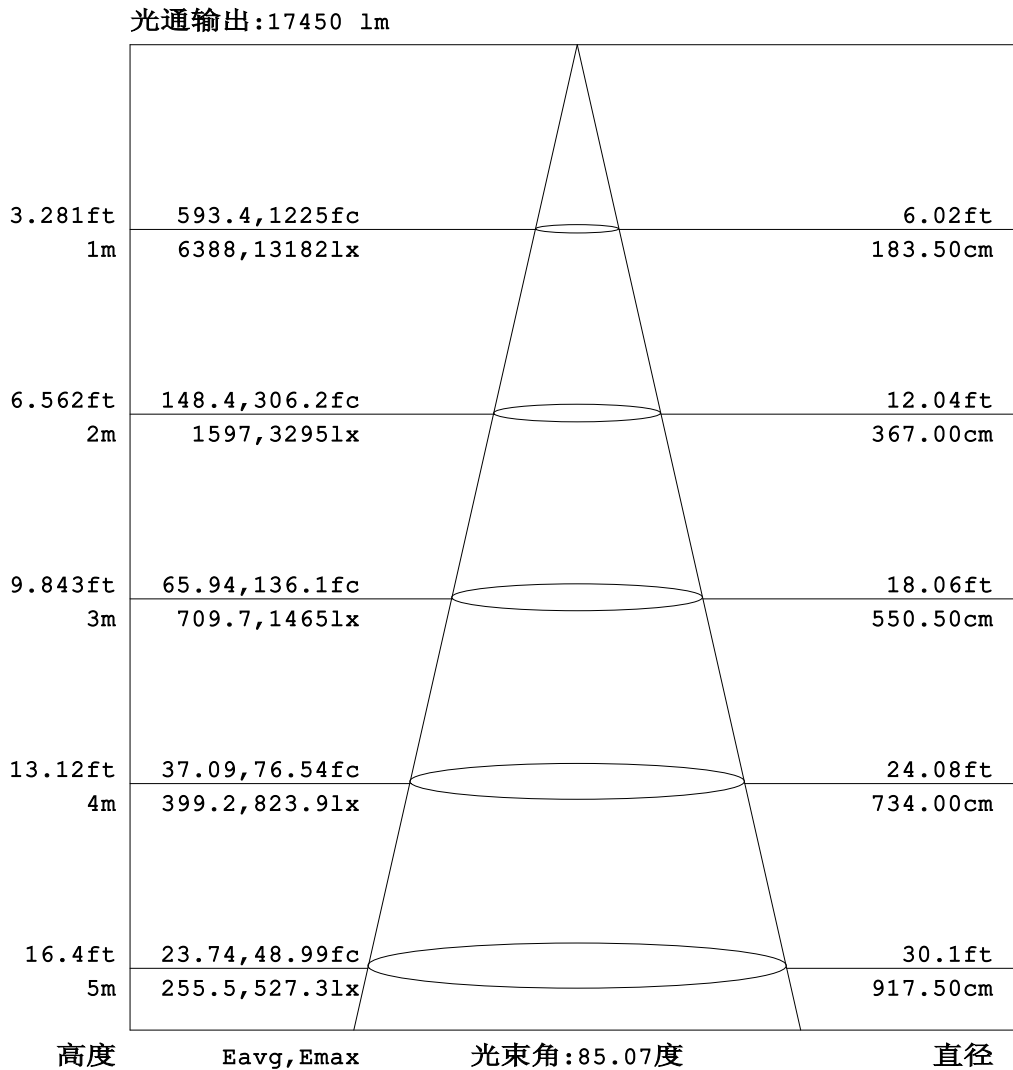 光通输出:17450 lm
3.281ft 593.4,1225fc 6.02ft
1m 6388,13182lx 183.50cm
6.562ft 148.4,306.2fc 12.04ft
2m 1597,3295lx 367.00cm
9.843ft 65.94,136.1fc 18.06ft
3m 709.7,1465lx 550.50cm
13.12ft 37.09,76.54fc 24.08ft
4m 399.2,823.9lx 734.00cm
16.4ft 23.74,48.99fc 30.1ft
5m 255.5,527.3lx 917.50cm
高度 Eavg,Emax 光束角:85.07度 直径